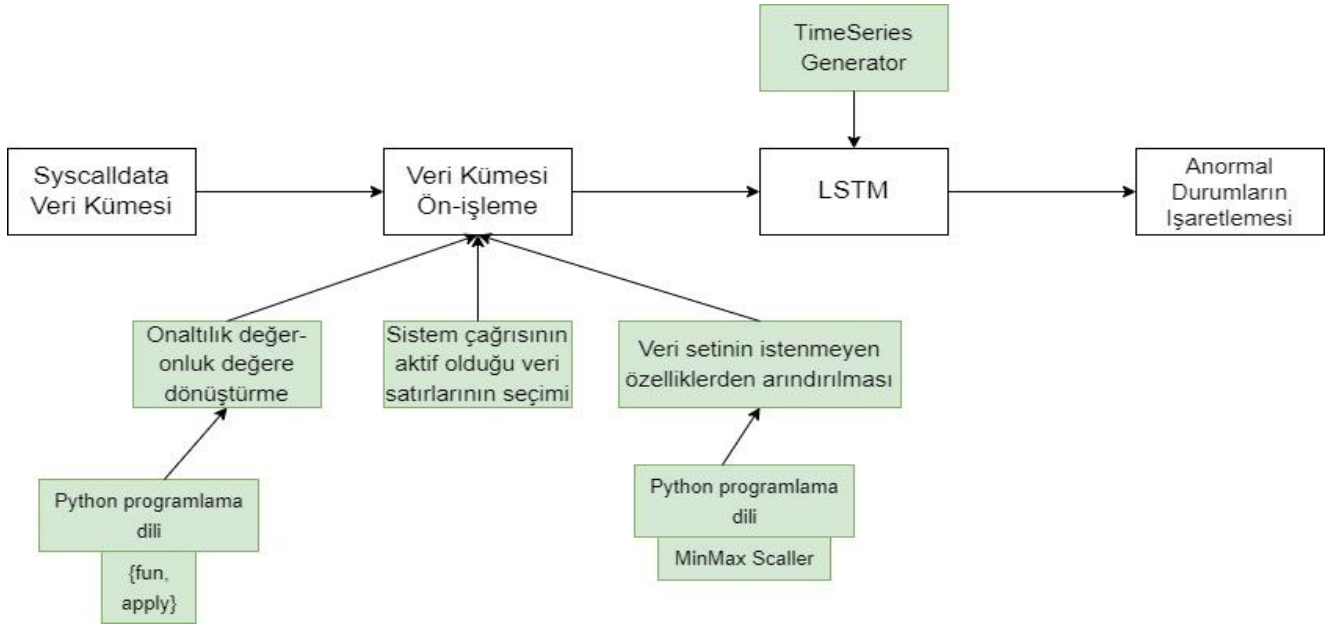 TimeSeries
Generator
Syscalldata
Veri Kümesi
Veri Kümesi
Ön-işleme
LSTM
Anormal
Durumların
Işaretlemesi
Onaltılık değer-
onluk değere
dönüştürme
Sistem çağrısının
aktif olduğu veri
satırlarının seçimi
Veri setinin istenmeyen
özelliklerden arındırılması
Python programlama
dili
{fun,
apply}
Python programlama
dili
MinMax Scaller